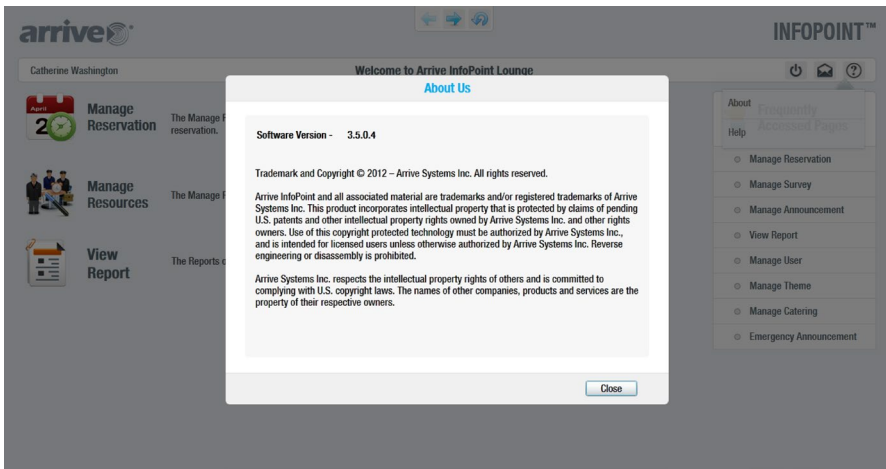 arrive
INFOPOINT™
Catherine Washington
Welcome to Arrive InfoPoint Lounge
About Us
April
2
Manage
Reservation
The Manage
reservation.
Manage
Resources
The Manage
View
Report
The Reports
Software Version - 3.5.0.4
Trademark and Copyright © 2012 – Arrive Systems Inc. All rights reserved.
Arrive InfoPoint and all associated material are trademarks and/or registered trademarks of Arrive
Systems Inc. This product incorporates intellectual property that is protected by claims of pending
U.S. patents and other intellectual property rights owned by Arrive Systems Inc. and other rights
owners. Use of this copyright protected technology must be authorized by Arrive Systems Inc.,
and is intended for licensed users unless otherwise authorized by Arrive Systems Inc. Reverse
engineering or disassembly is prohibited.
Arrive Systems Inc. respects the intellectual property rights of others and is committed to
complying with U.S. copyright laws. The names of other companies, products and services are the
property of their respective owners.
Close
About
Help
Frequently
Accessed Pages
Manage Reservation
Manage Survey
Manage Announcement
View Report
Manage User
Manage Theme
Manage Catering
Emergency Announcement